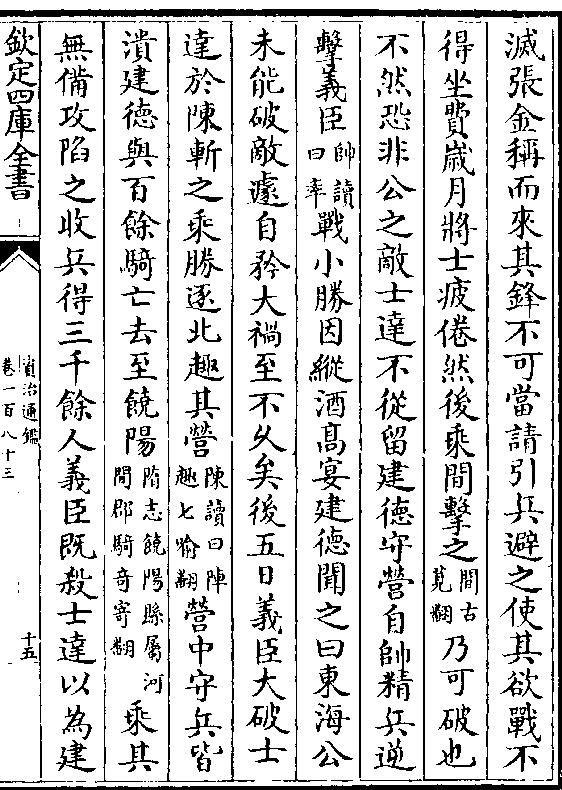 滅張金稱而來其鋒不可當請引兵避之使其欲戰不
得坐費嵗月將士疲倦然後乘間擊之間古莧翻乃可破也
不然恐非公之敵士達不從留建徳守營自帥精兵逆
擊義臣帥讀曰率戰小勝因縱酒髙宴建德聞之曰東海公
未能破敵遽自矜大禍至不久矣後五日義臣大破士
達於陳斬之乘勝逐北趣其營陳讀曰陣趣七喻翻營中守兵皆
潰建徳與百餘騎亡去至饒陽隋志饒陽縣屬河間郡騎奇寄翻乘其
無備攻陷之收兵得三千餘人義臣既殺士達以為建
欽定四庫全書
資治通鑑
卷一百八十三
十五